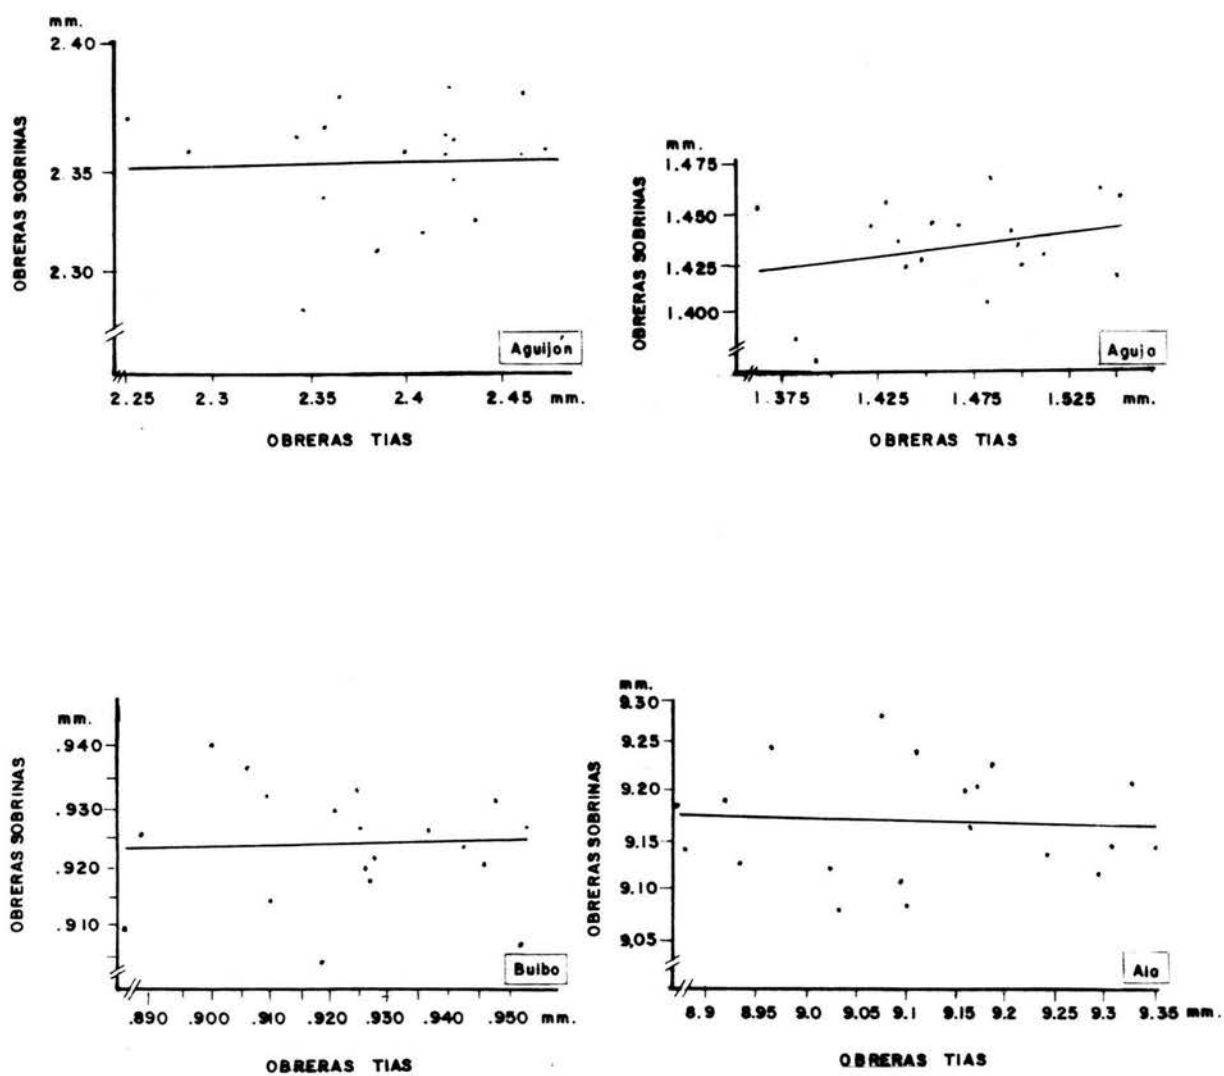 mm.
2.40
2.35
2.30
OBRERAS SOBRINAS
Aguijón
2.25 2.3 2.35 2.4 2.45 mm.
OBRERAS TIAS
mm.
1.475
1.450
1.425
1.400
OBRERAS SOBRINAS
Aguja
1.375 1.425 1.475 1.525 mm.
OBRERAS TIAS
mm.
.940
.930
.920
.910
OBRERAS SOBRINAS
Bulbo
.890 .900 .910 .920 .930 .940 .950 mm.
OBRERAS TIAS
mm.
9.30
9.25
9.20
9.15
9.10
9,05
OBRERAS SOBRINAS
Ala
8.9 8.95 9.0 9.05 9.1 9.15 9.2 9.25 9.3 9.35 mm.
OBRERAS TIAS